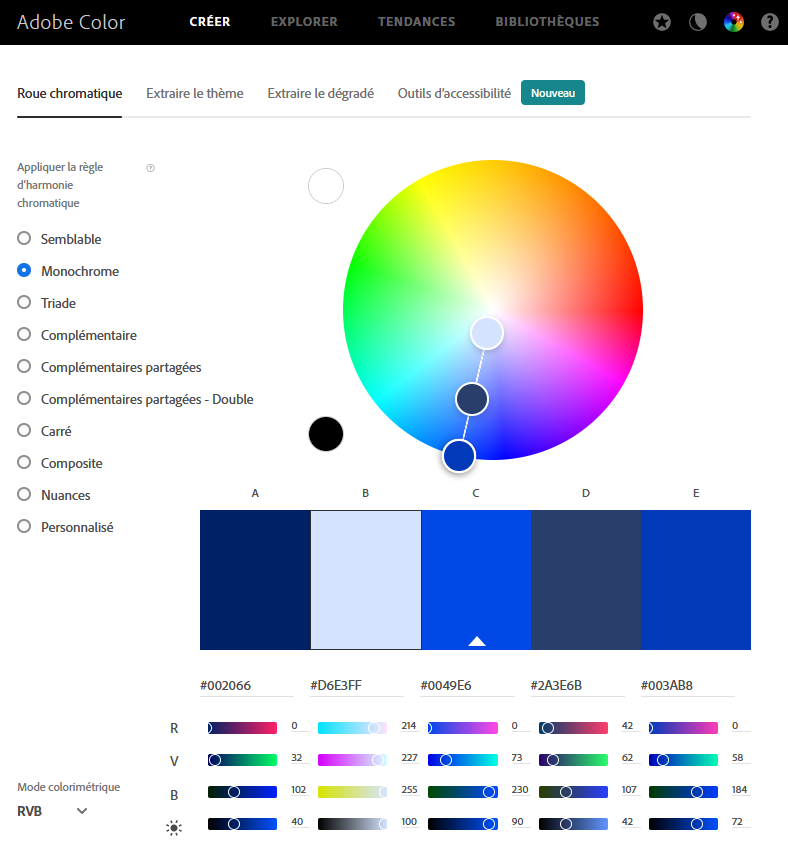 Adobe Color CRÉER EXPLORER TENDANCES BIBLIOTHÈQUES ?
Roue chromatique Extraire le thème Extraire le dégradé Outils d'accessibilité Nouveau
Appliquer la règle ?
d'harmonie
chromatique
Semblable
Monochrome
Triade
Complémentaire
Complémentaires partagées
Complémentaires partagées - Double
Carré
Composite
Nuances
Personnalisé
A B C D E
#002066 #D6E3FF #0049E6 #2A3E6B #003AB8
R 0 214 0 42 0
V 32 227 73 62 58
B 102 255 230 107 184
40 100 90 42 72
Mode colorimétrique
RVB